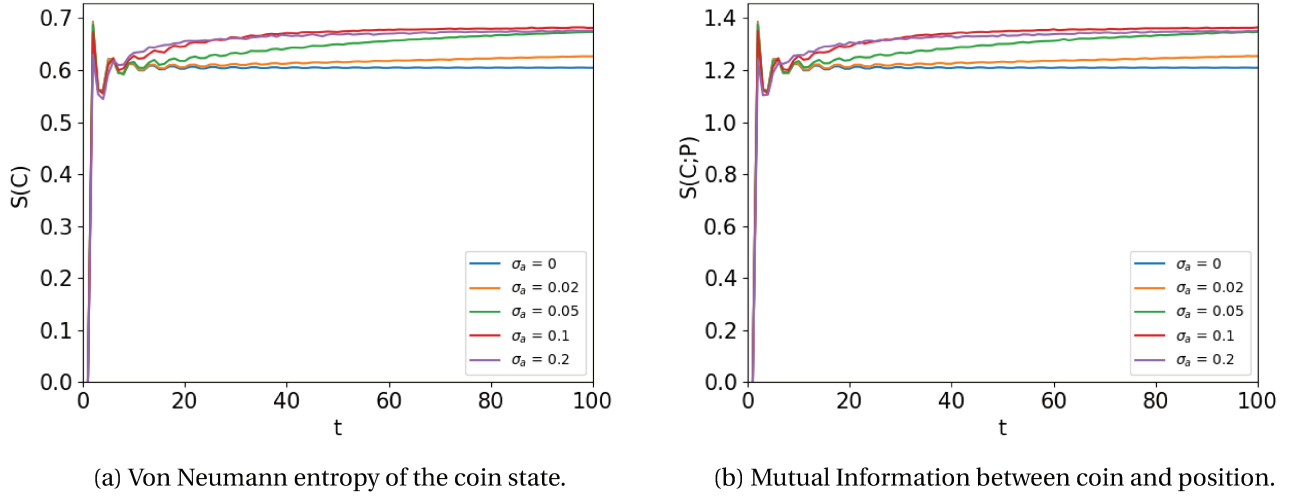 0.7
0.6
0.5
0.4
0.3
0.2
0.1
0.0
S(C)
0 20 40 60 80 100
t
σa = 0
σa = 0.02
σa = 0.05
σa = 0.1
σa = 0.2
(a) Von Neumann entropy of the coin state.
1.4
1.2
1.0
0.8
0.6
0.4
0.2
0.0
S(C;P)
0 20 40 60 80 100
t
σa = 0
σa = 0.02
σa = 0.05
σa = 0.1
σa = 0.2
(b) Mutual Information between coin and position.